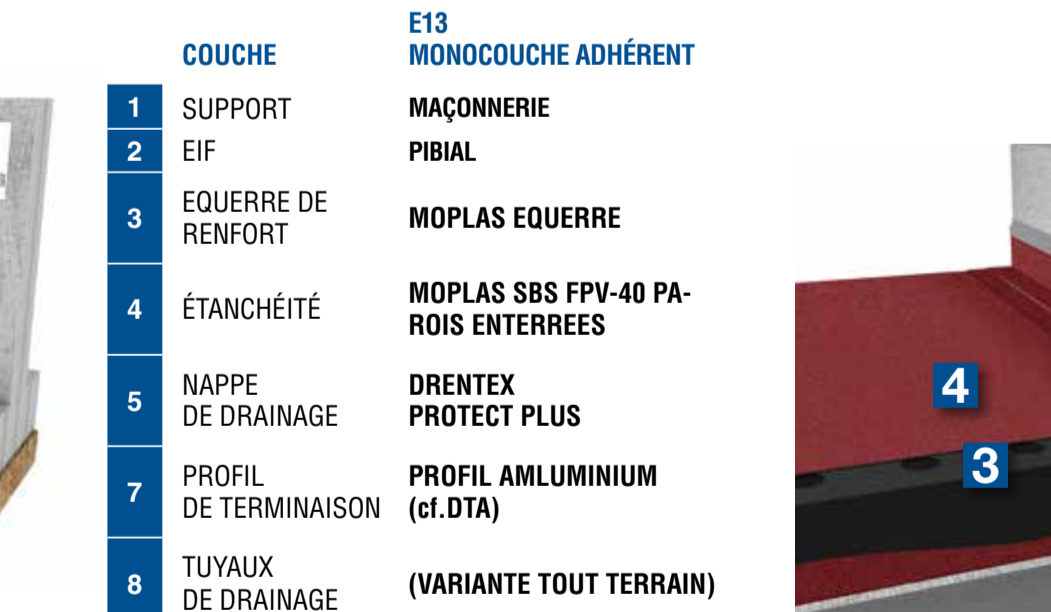 E13
COUCHE MONOCOUCHE ADHÉRENT
1 SUPPORT MAÇONNERIE
2 EIF PIBIAL
3 EQUERRE DE RENFORT MOPLAS EQUERRE
4 ÉTANCHÉITÉ MOPLAS SBS FPV-40 PA-
ROIS ENTERREES
5 NAPPE DRENTEX
DE DRAINAGE PROTECT PLUS
7 PROFIL PROFIL AMLUMINIUM
DE TERMINAISON (cf.DTA)
8 TUYAUX
DE DRAINAGE (VARIANTE TOUT TERRAIN)
4
3